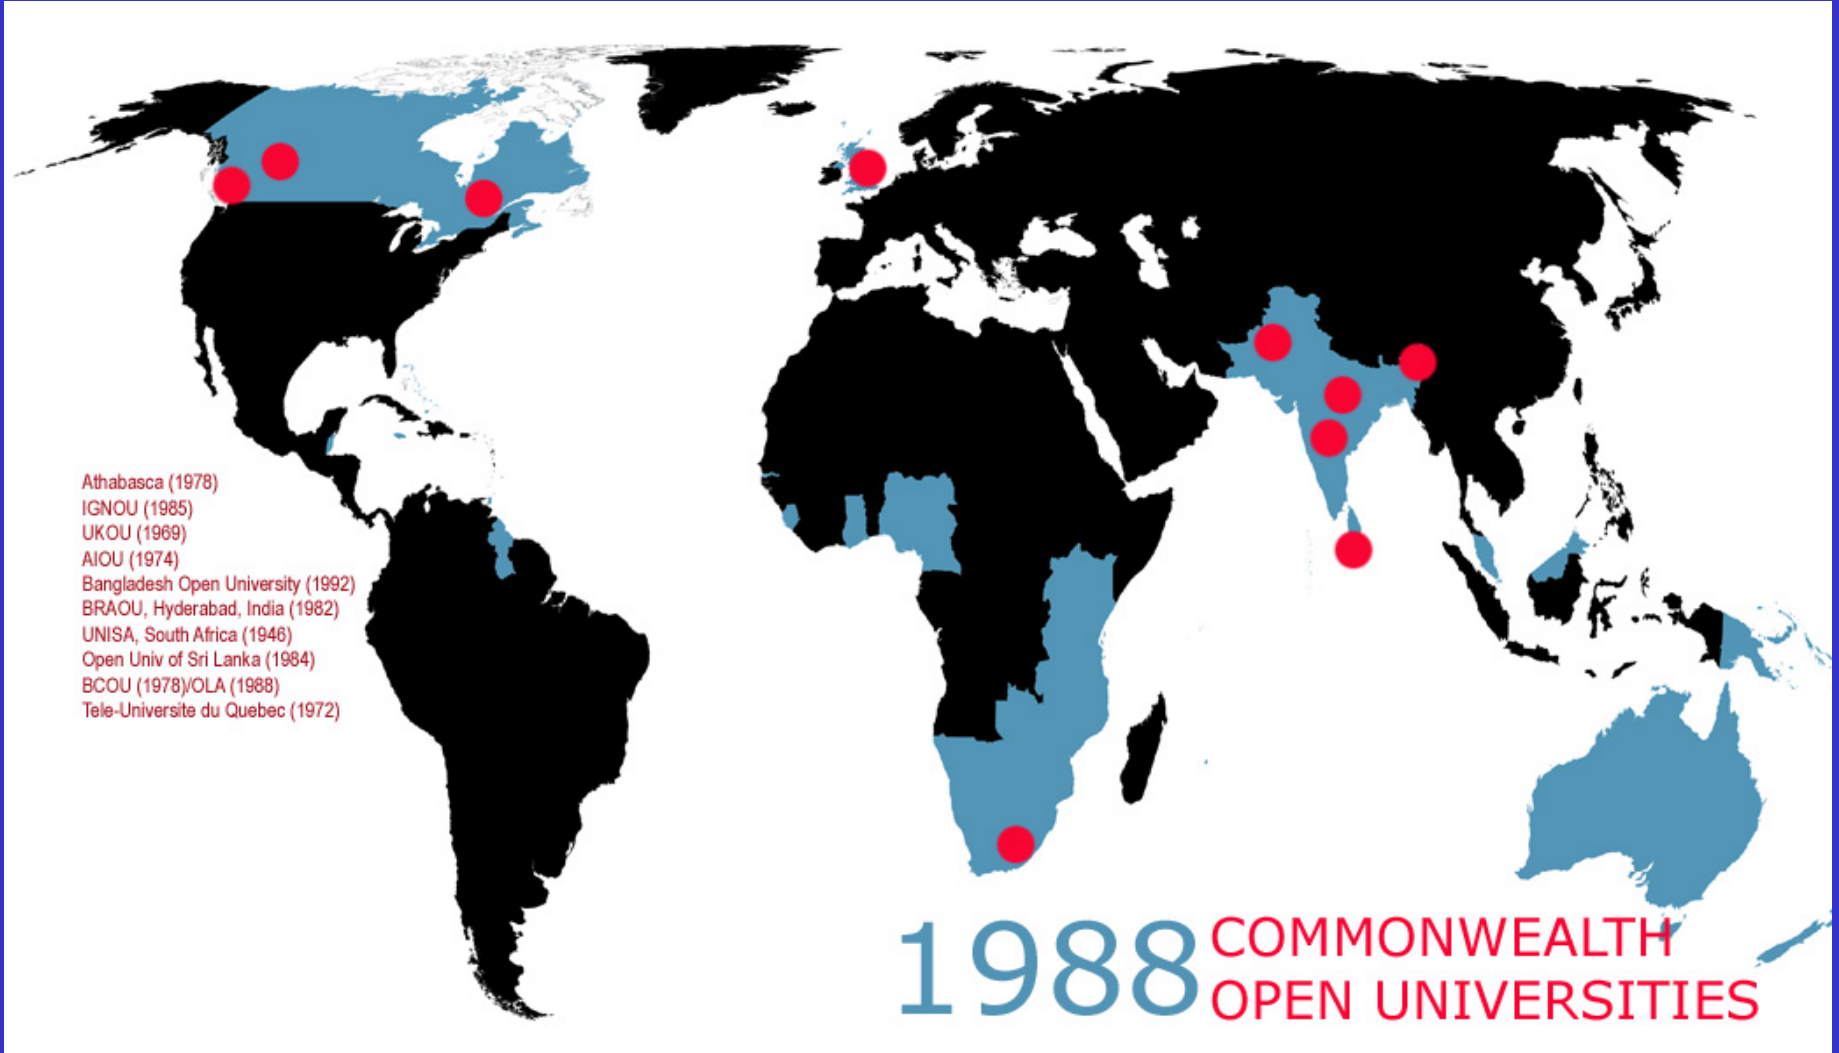 Athabasca (1978)
IGNOU (1985)
UKOU (1969)
AIOU (1974)
Bangladesh Open University (1992)
BRAOU, Hyderabad, India (1982)
UNISA, South Africa (1946)
Open Univ of Sri Lanka (1984)
BCOU (1978)/OLA (1988)
Tele-Universite du Quebec (1972)
1988 COMMONWEALTH
OPEN UNIVERSITIES